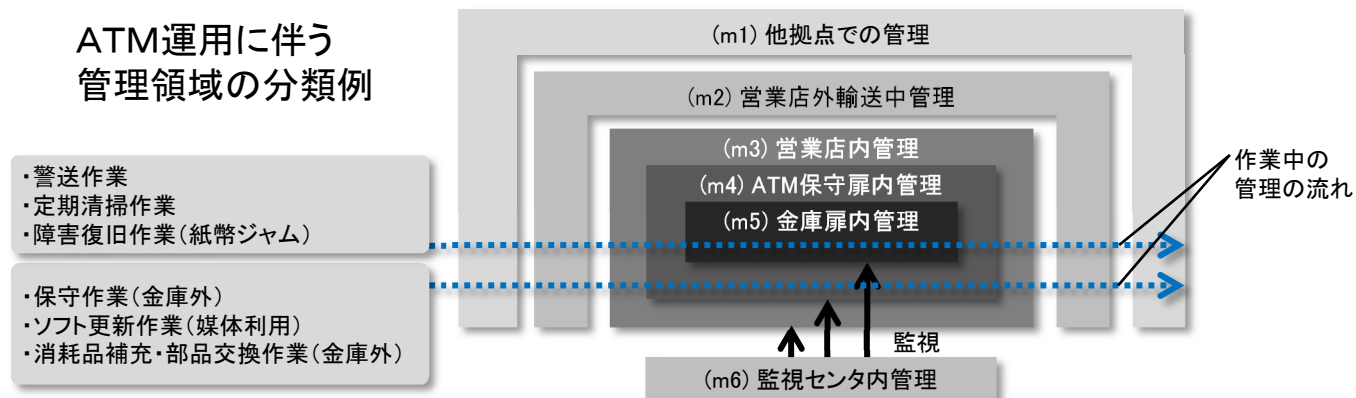 ATM運用に伴う
管理領域の分類例
(m1) 他拠点での管理
(m2) 営業店外輸送中管理
(m3) 営業店内管理
(m4) ATM保守扉内管理
(m5) 金庫扉内管理
作業中の
管理の流れ
・警送作業
・定期清掃作業
・障害復旧作業(紙幣ジャム)
・保守作業(金庫外)
・ソフト更新作業(媒体利用)
・消耗品補充・部品交換作業(金庫外)
監視
(m6) 監視センタ内管理